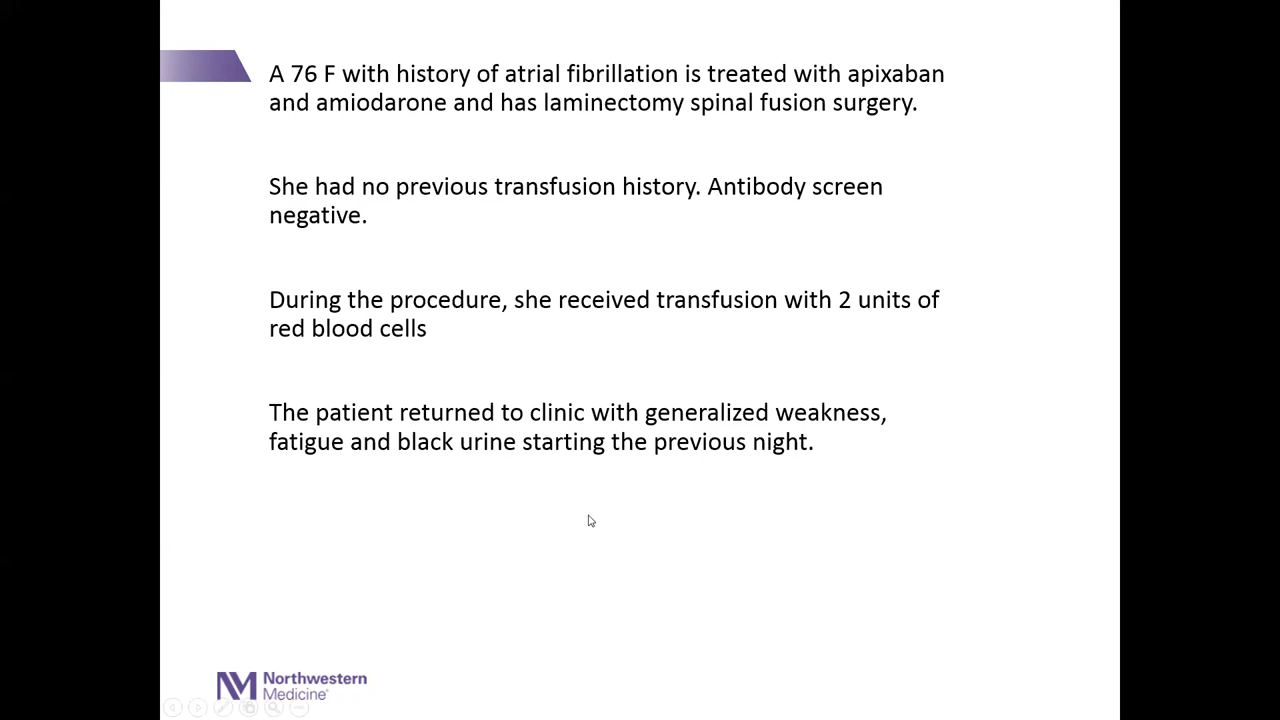 A 76 F with history of atrial fibrillation is treated with apixaban
and amiodarone and has laminectomy spinal fusion surgery.
She had no previous transfusion history. Antibody screen
negative.
During the procedure, she received transfusion with 2 units of
red blood cells
The patient returned to clinic with generalized weakness,
fatigue and black urine starting the previous night.
NM Northwestern
Medicine®